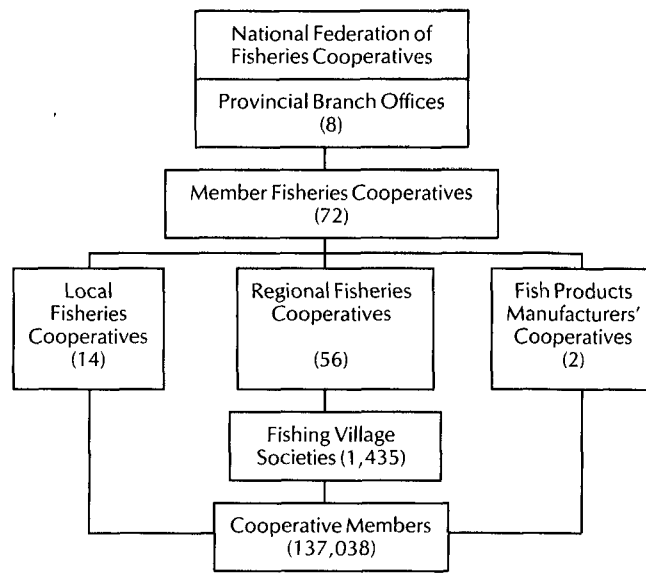 National Federation of
Fisheries Cooperatives
Provincial Branch Offices
(8)
Member Fisheries Cooperatives
(72)
Local
Fisheries
Cooperatives
(14)
Regional Fisheries
Cooperatives
(56)
Fish Products
Manufacturers'
Cooperatives
(2)
Fishing Village
Societies (1,435)
Cooperative Members
(137,038)